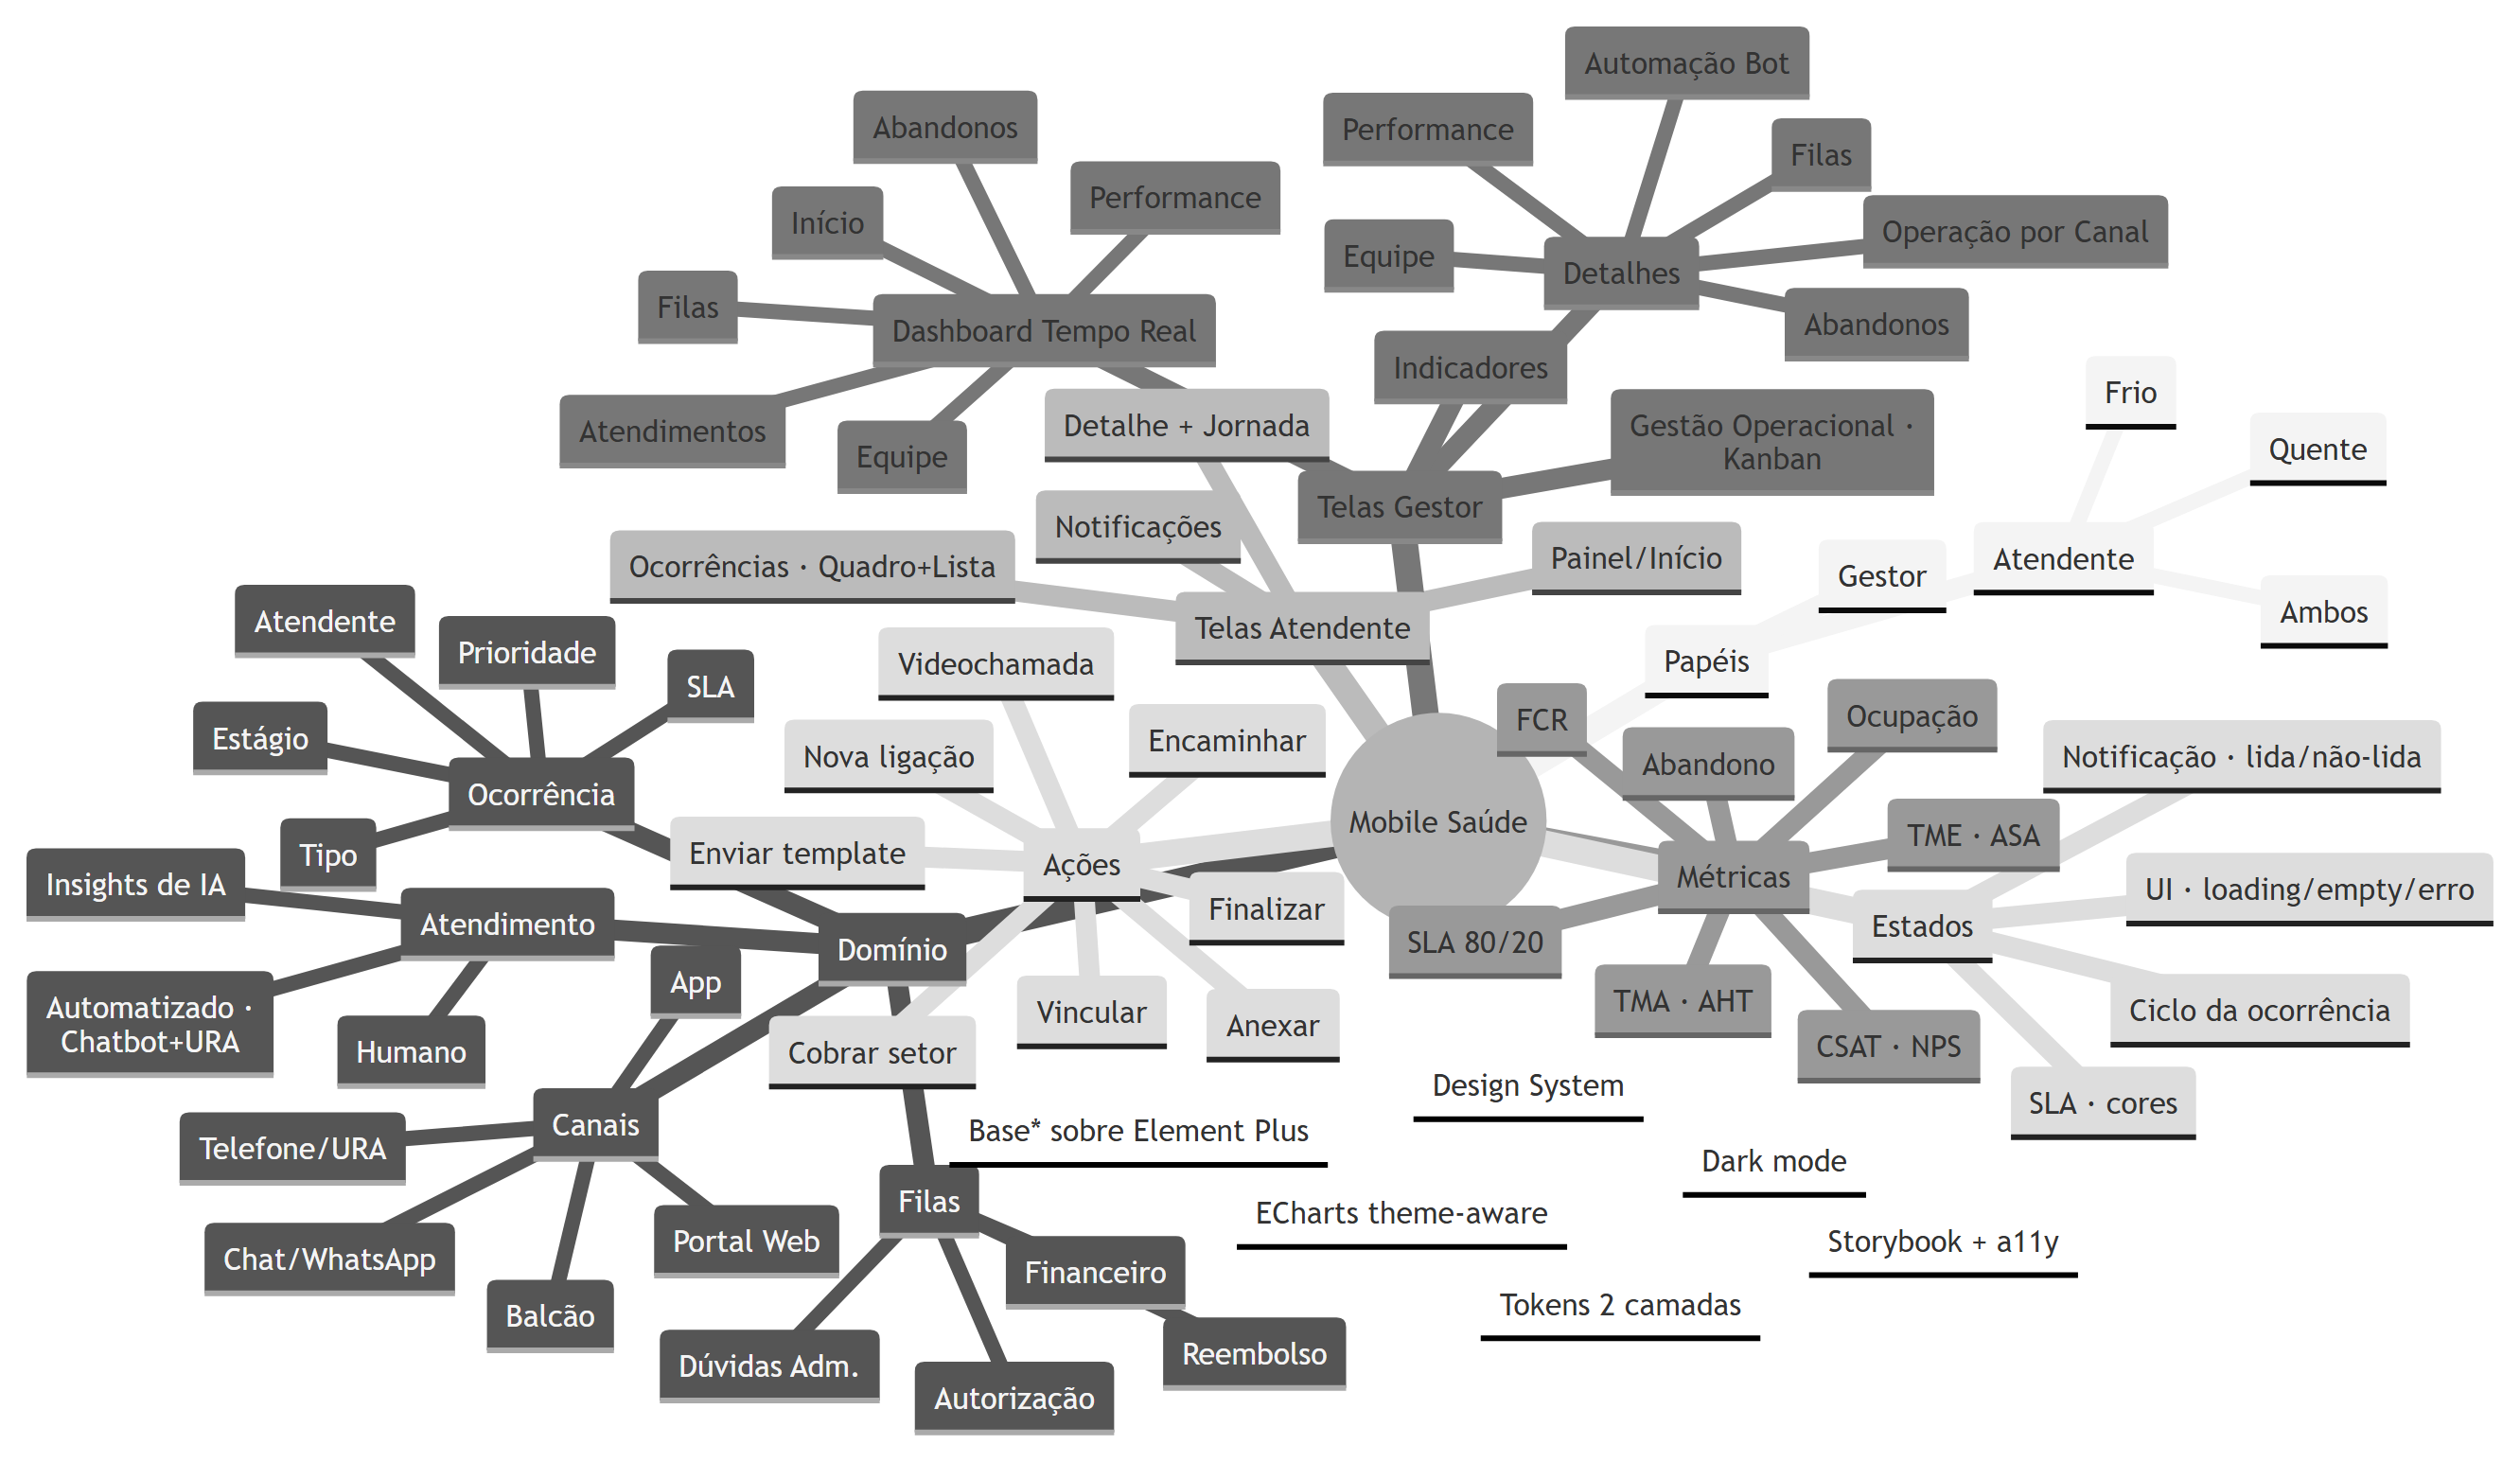 Automação Bot
Abandonos
Performance
Filas
Performance
Início
Operação por Canal
Equipe
Detalhes
Filas
Dashboard Tempo Real
Abandonos
Indicadores
Frio
Atendimentos
Detalhe + Jornada
Gestão Operacional ·
Kanban
Quente
Equipe
Telas Gestor
Notificações
Ocorrências · Quadro+Lista
Painel/Início
Atendente
Gestor
Ambos
Atendente
Prioridade
Telas Atendente
Videochamada
Papéis
SLA
FCR
Ocupação
Estágio
Nova ligação
Encaminhar
Abandono
Notificação · lida/não-lida
Ocorrência
Mobile Saúde
TME · ASA
Tipo
Enviar template
Ações
Métricas
Insights de IA
UI · loading/empty/erro
Atendimento
Finalizar
Estados
Domínio
SLA 80/20
App
Automatizado ·
Chatbot+URA
Vincular
Anexar
TMA · AHT
Ciclo da ocorrência
Humano
Cobrar setor
CSAT · NPS
Design System
SLA · cores
Canais
Base* sobre Element Plus
Telefone/URA
Dark mode
Filas
ECharts theme-aware
Chat/WhatsApp
Portal Web
Storybook + a11y
Financeiro
Balcão
Tokens 2 camadas
Dúvidas Adm.
Reembolso
Autorização